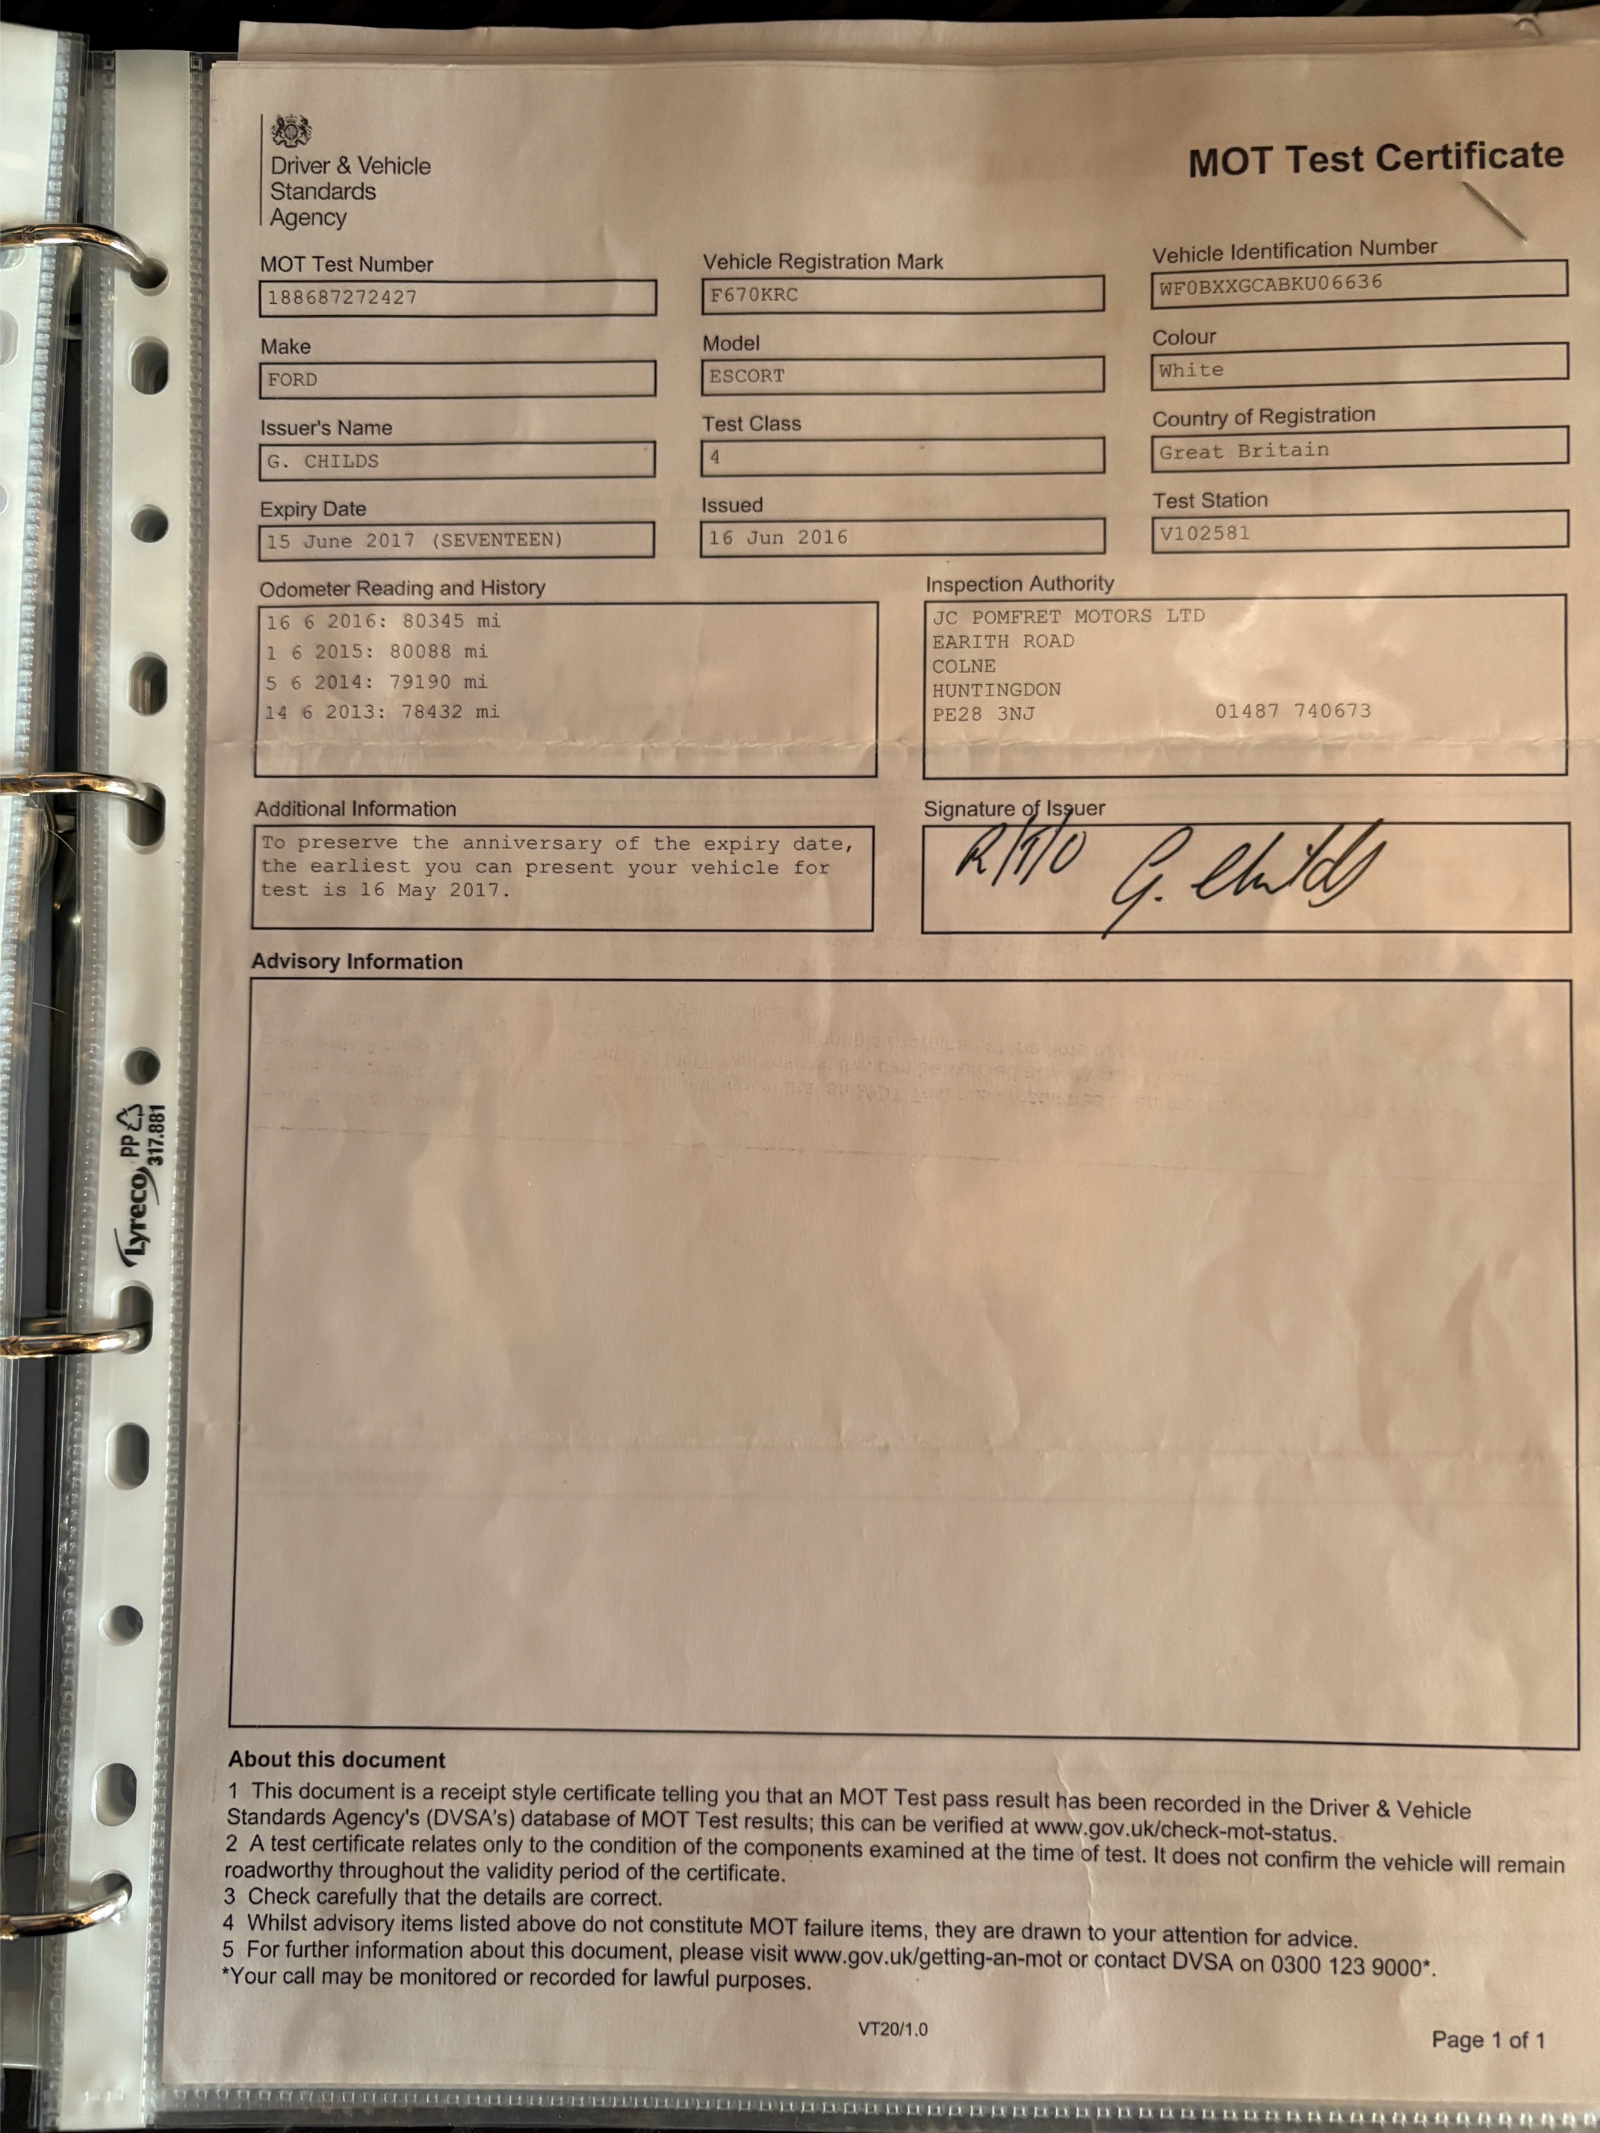 Driver & Vehicle
Standards
Agency
MOT Test Certificate
MOT Test Number
188687272427
Vehicle Registration Mark
F670KRC
Vehicle Identification Number
WF0BXXGCABKU06636
Make
FORD
Model
ESCORT
Colour
White
Issuer's Name
G. CHILDS
Test Class
4
Country of Registration
Great Britain
Expiry Date
15 June 2017 (SEVENTEEN)
Issued
16 Jun 2016
Test Station
V102581
Odometer Reading and History
16 6 2016: 80345 mi
1 6 2015: 80088 mi
5 6 2014: 79190 mi
14 6 2013: 78432 mi
Inspection Authority
JC POMFRET MOTORS LTD
EARITH ROAD
COLNE
HUNTINGDON
PE28 3NJ 01487 740673
Additional Information
To preserve the anniversary of the expiry date,
the earliest you can present your vehicle for
test is 16 May 2017.
Signature of Issuer
G. Childs
Advisory Information
Lyreco PP
317.881
About this document
1 This document is a receipt style certificate telling you that an MOT Test pass result has been recorded in the Driver & Vehicle
Standards Agency's (DVSA's) database of MOT Test results; this can be verified at www.gov.uk/check-mot-status.
2 A test certificate relates only to the condition of the components examined at the time of test. It does not confirm the vehicle will remain
roadworthy throughout the validity period of the certificate.
3 Check carefully that the details are correct.
4 Whilst advisory items listed above do not constitute MOT failure items, they are drawn to your attention for advice.
5 For further information about this document, please visit www.gov.uk/getting-an-mot or contact DVSA on 0300 123 9000*.
*Your call may be monitored or recorded for lawful purposes.
VT20/1.0
Page 1 of 1